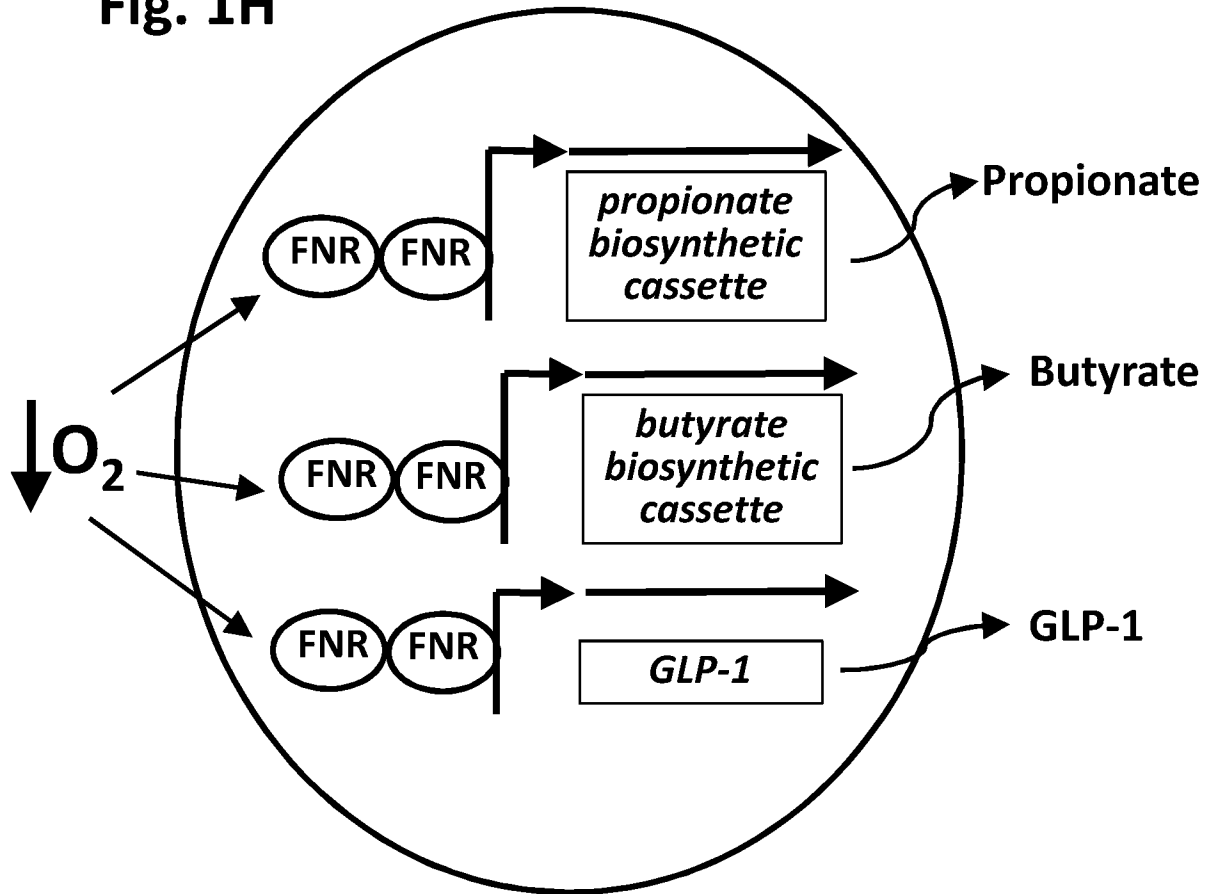 Fig. 1H
propionate
biosynthetic
cassette
FNR FNR
Propionate
butyrate
biosynthetic
cassette
FNR FNR
Butyrate
O2
GLP-1
FNR FNR
GLP-1